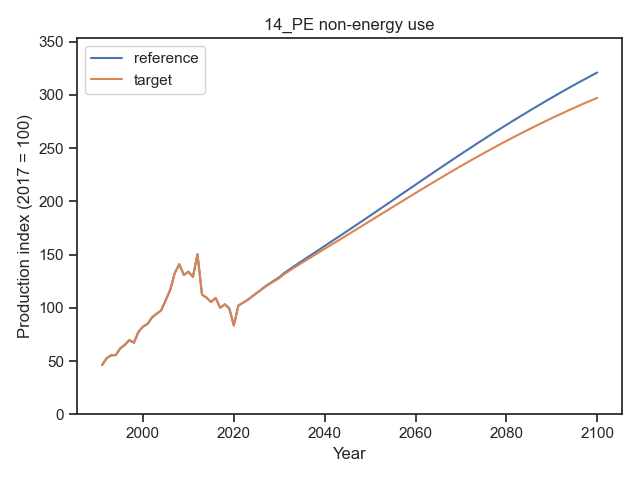 14_PE non-energy use
reference
target
Production index (2017 = 100)
350
300
250
200
150
100
50
0
2000 2020 2040 2060 2080 2100
Year